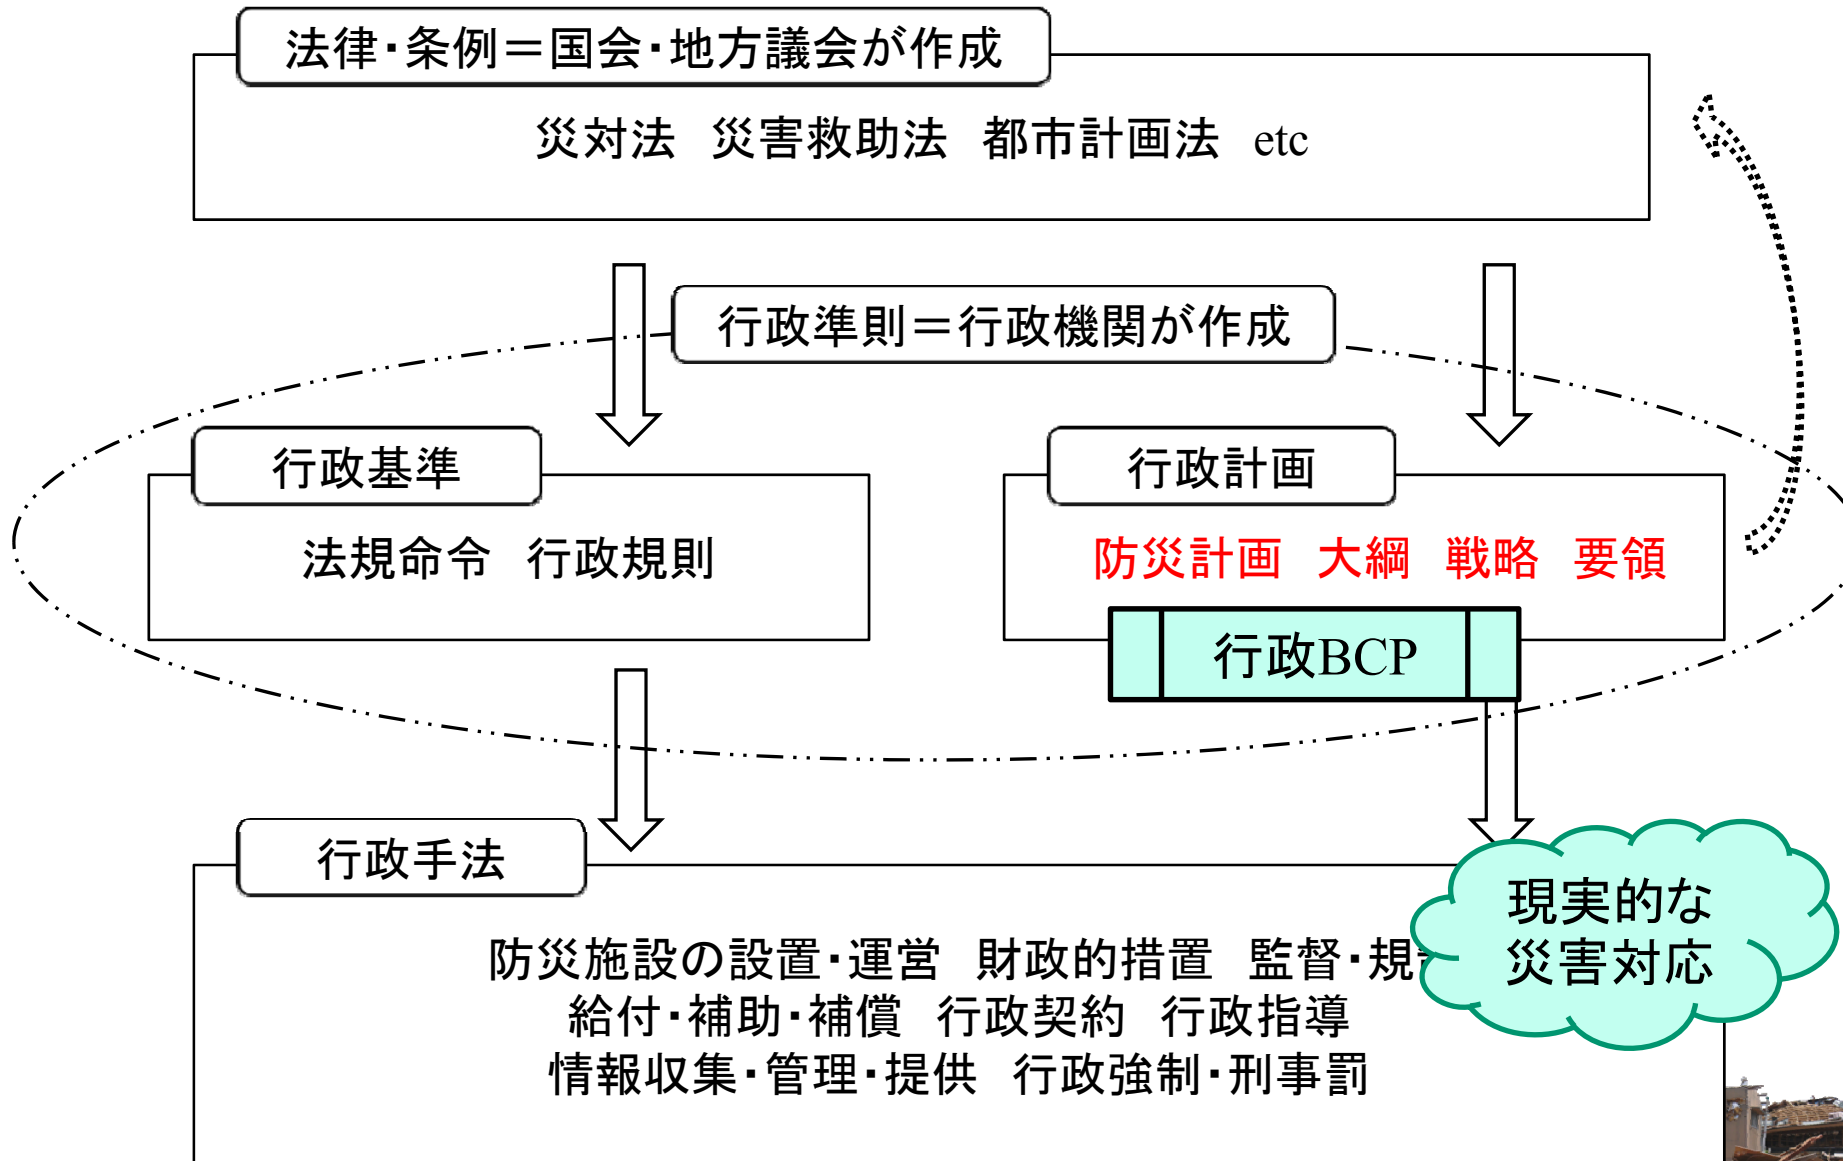 法律・条例＝国会・地方議会が作成
災対法　災害救助法　都市計画法　etc
行政準則＝行政機関が作成
行政基準
法規命令　行政規則
行政計画
防災計画　大綱　戦略　要領
行政BCP
行政手法
防災施設の設置・運営　財政的措置　監督・規
給付・補助・補償　行政契約　行政指導
情報収集・管理・提供　行政強制・刑事罰
現実的な
災害対応